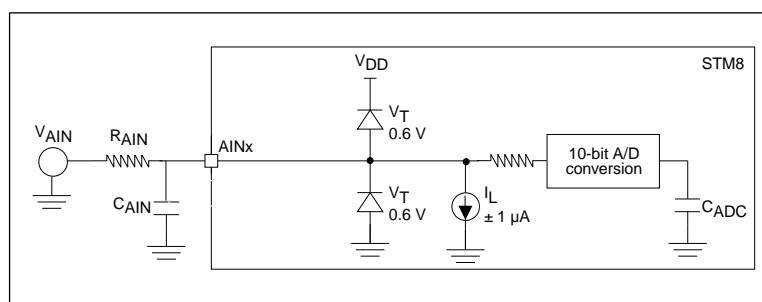 STM8
VDD
VT
0.6 V
VAIN
RAIN
AINx
10-bit A/D
conversion
VT
0.6 V
IL
± 1 µA
CAIN
CADC